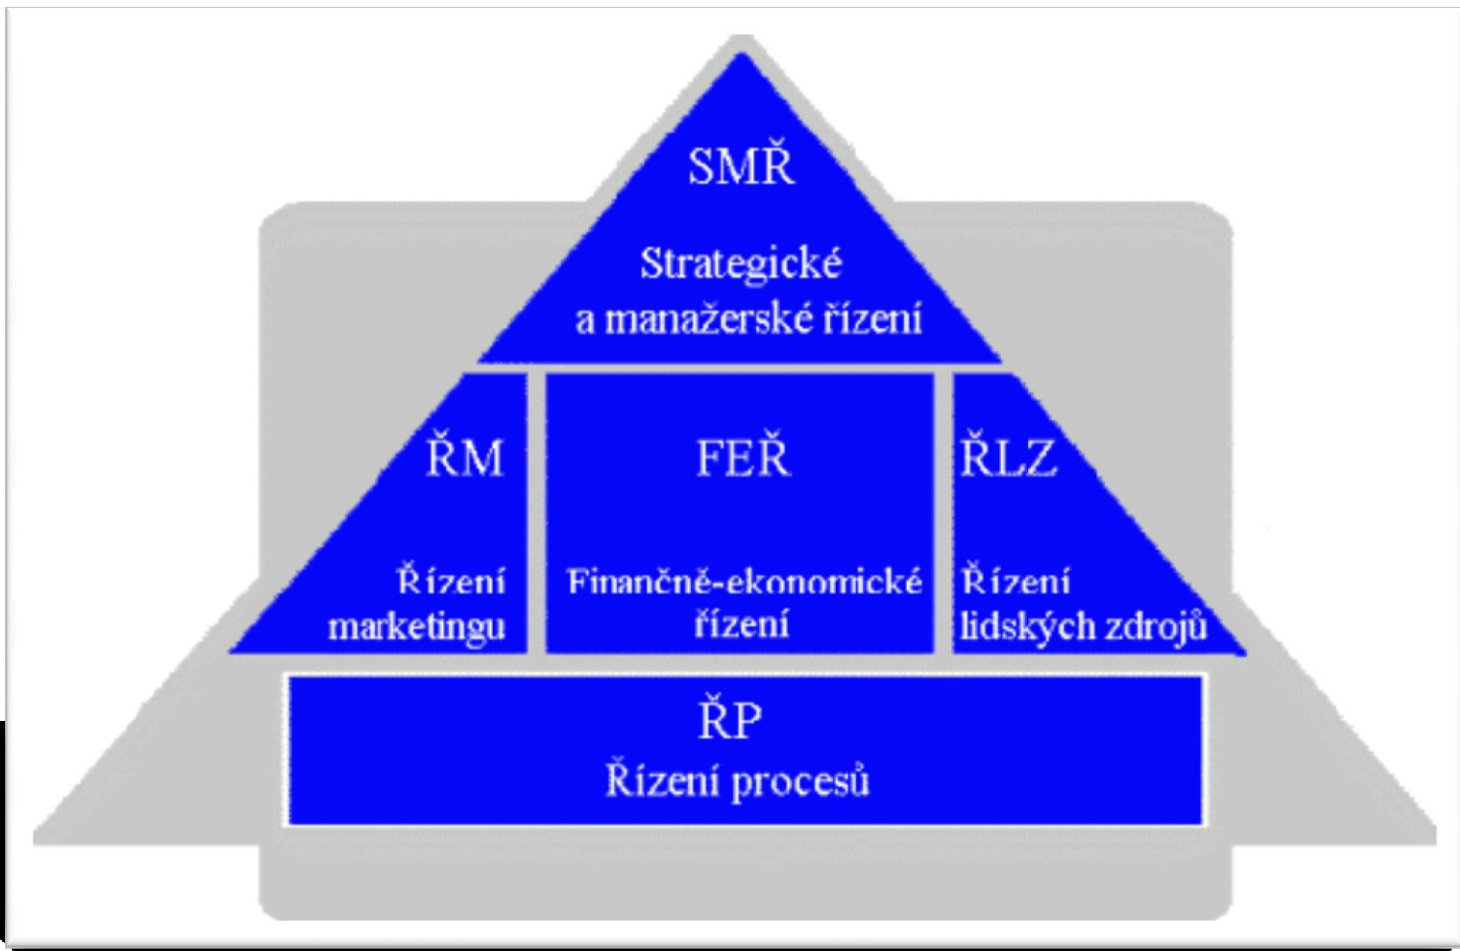 SMŘ
Strategické
a manažerské řízení
ŘM
FEŘ
ŘLZ
Řízení
marketingu
Finančně-ekonomické
řízení
Řízení
lidských zdrojů
ŘP
Řízení procesů